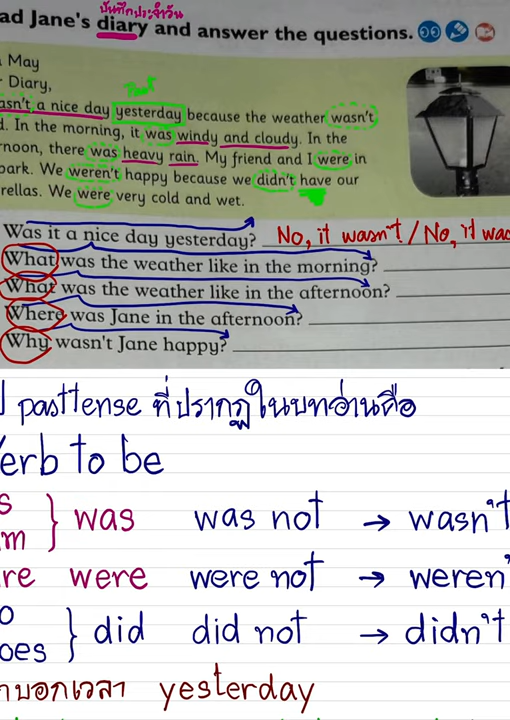 บันทึกประจำวัน
ad Jane's diary and answer the questions.
May
Diary,
Past
asn't a nice day yesterday because the weather wasn't
d. In the morning, it was windy and cloudy. In the
rnoon, there was heavy rain. My friend and I were in
park. We weren't happy because we didn't have our
rellas. We were very cold and wet.
Was it a nice day yesterday? No, it wasn't / No, it was
What was the weather like in the morning?
What was the weather like in the afternoon?
Where was Jane in the afternoon?
Why wasn't Jane happy?
past tense ที่ปรากฏในบทอ่านคือ
erb to be
s
m } was was not → wasn't
re were were not → weren'
o
oes } did did not → didn't
าบอกเวลา yesterday